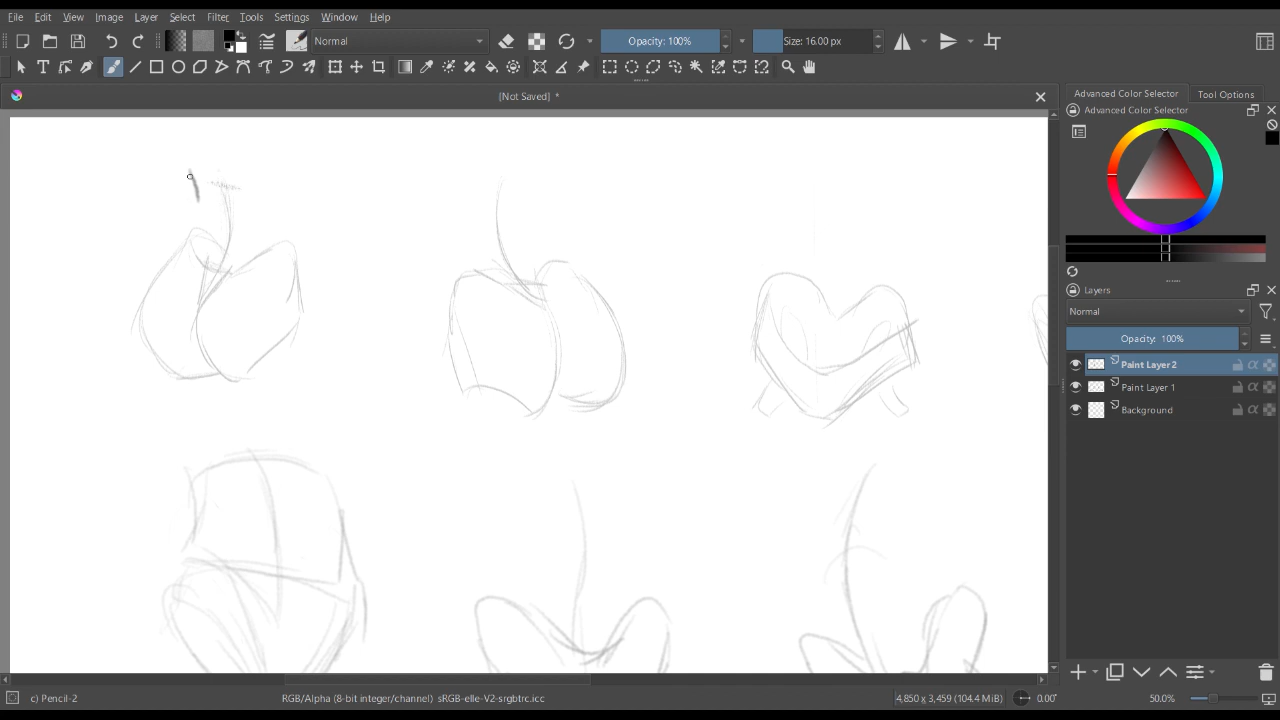 File Edit View Image Layer Select Filter Tools Settings Window Help
Normal Opacity: 100% Size: 16.00 px
[Not Saved] *
Advanced Color Selector Tool Options
Advanced Color Selector
Layers
Normal
Opacity: 100%
Paint Layer 2
Paint Layer 1
Background
c) Pencil-2 RGB/Alpha (8-bit integer/channel) sRGB-elle-V2-srgbtrc.icc 4,850 x 3,459 (104.4 MiB) 0.00° 50.0%